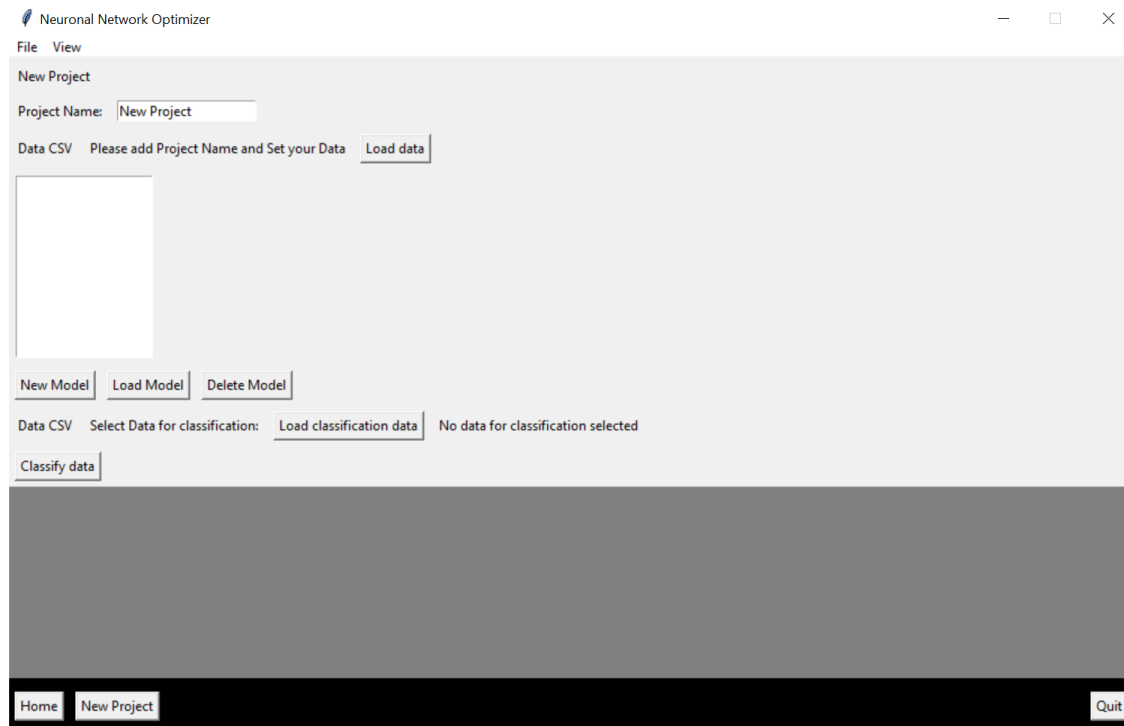 Neuronal Network Optimizer
File View
New Project
Project Name: New Project
Data CSV Please add Project Name and Set your Data Load data
New Model Load Model Delete Model
Data CSV Select Data for classification: Load classification data No data for classification selected
Classify data
Home New Project Quit